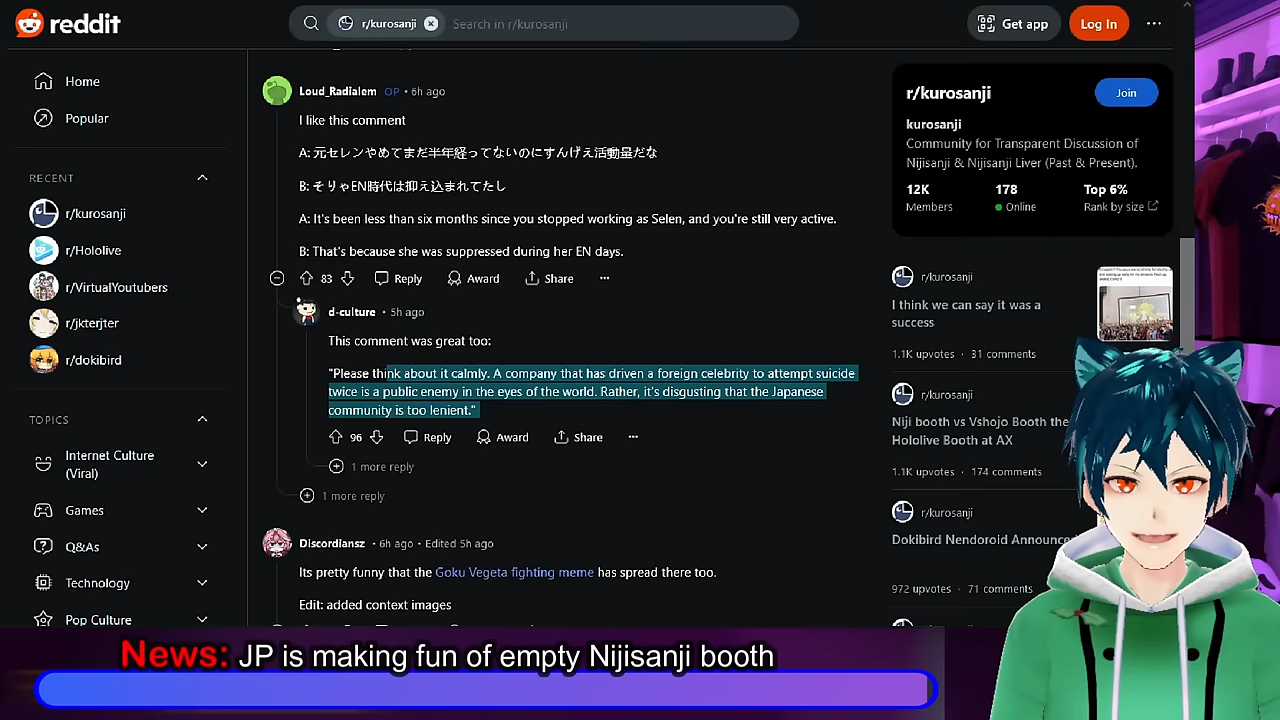 reddit
r/kurosanji
Search in r/kurosanji
Get app
Log In
Home
Popular
RECENT
r/kurosanji
r/Hololive
r/VirtualYoutubers
r/jkterjter
r/dokibird
TOPICS
Internet Culture
(Viral)
Games
Q&As
Technology
Pop Culture
Loud_Radialem OP • 6h ago
I like this comment
A: 元セレンやめてまだ半年経ってないのにすんげえ活動量だな
B: そりゃEN時代は抑え込まれてたし
A: It's been less than six months since you stopped working as Selen, and you're still very active.
B: That's because she was suppressed during her EN days.
83 Reply Award Share
d-culture • 5h ago
This comment was great too:
"Please think about it calmly. A company that has driven a foreign celebrity to attempt suicide
twice is a public enemy in the eyes of the world. Rather, it's disgusting that the Japanese
community is too lenient."
96 Reply Award Share
1 more reply
1 more reply
Discordiansz • 6h ago • Edited 5h ago
Its pretty funny that the Goku Vegeta fighting meme has spread there too.
Edit: added context images
r/kurosanji
Join
kurosanji
Community for Transparent Discussion of
Nijisanji & Nijisanji Liver (Past & Present).
12K 178 Top 6%
Members Online Rank by size
r/kurosanji
I think we can say it was a
success
1.1K upvotes · 31 comments
r/kurosanji
Niji booth vs Vshojo Booth
Hololive Booth at AX
1.1K upvotes · 174 comments
r/kurosanji
Dokibird Nendoroid
972 upvotes · 71 comments
News: JP is making fun of empty Nijisanji booth